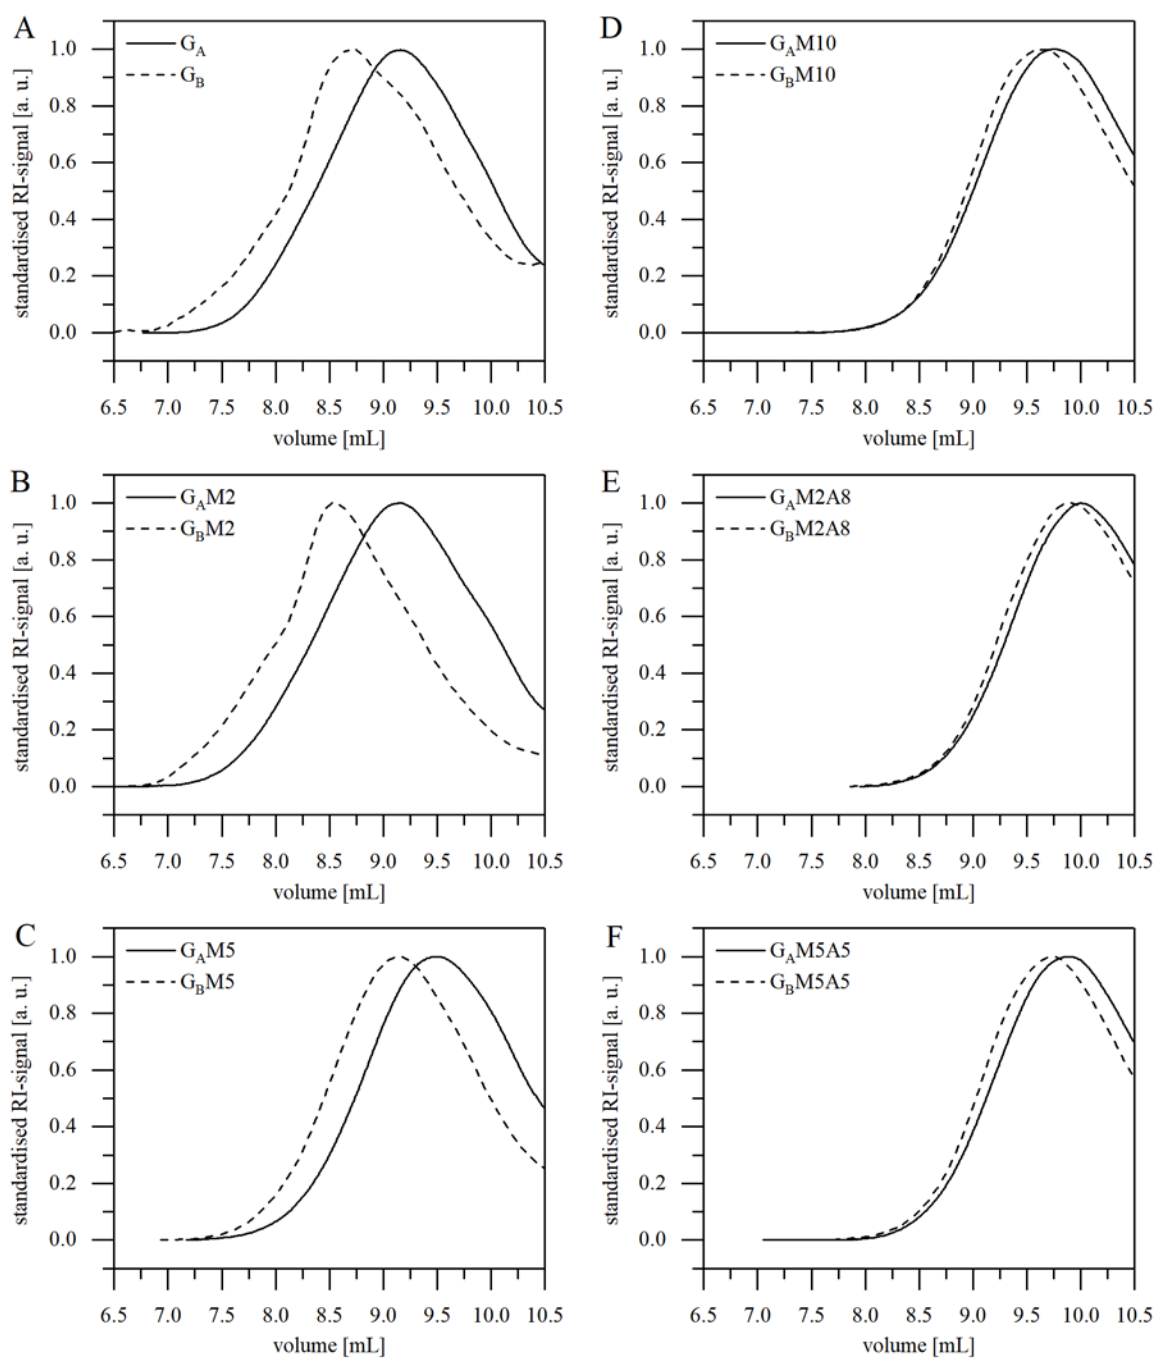 A
G_A
G_B
1.0
0.8
0.6
0.4
0.2
0.0
standardised RI-signal [a. u.]
6.5 7.0 7.5 8.0 8.5 9.0 9.5 10.0 10.5
volume [mL]
D
G_AM10
G_BM10
1.0
0.8
0.6
0.4
0.2
0.0
standardised RI-signal [a. u.]
6.5 7.0 7.5 8.0 8.5 9.0 9.5 10.0 10.5
volume [mL]
B
G_AM2
G_BM2
1.0
0.8
0.6
0.4
0.2
0.0
standardised RI-signal [a. u.]
6.5 7.0 7.5 8.0 8.5 9.0 9.5 10.0 10.5
volume [mL]
E
G_AM2A8
G_BM2A8
1.0
0.8
0.6
0.4
0.2
0.0
standardised RI-signal [a. u.]
6.5 7.0 7.5 8.0 8.5 9.0 9.5 10.0 10.5
volume [mL]
C
G_AM5
G_BM5
1.0
0.8
0.6
0.4
0.2
0.0
standardised RI-signal [a. u.]
6.5 7.0 7.5 8.0 8.5 9.0 9.5 10.0 10.5
volume [mL]
F
G_AM5A5
G_BM5A5
1.0
0.8
0.6
0.4
0.2
0.0
standardised RI-signal [a. u.]
6.5 7.0 7.5 8.0 8.5 9.0 9.5 10.0 10.5
volume [mL]